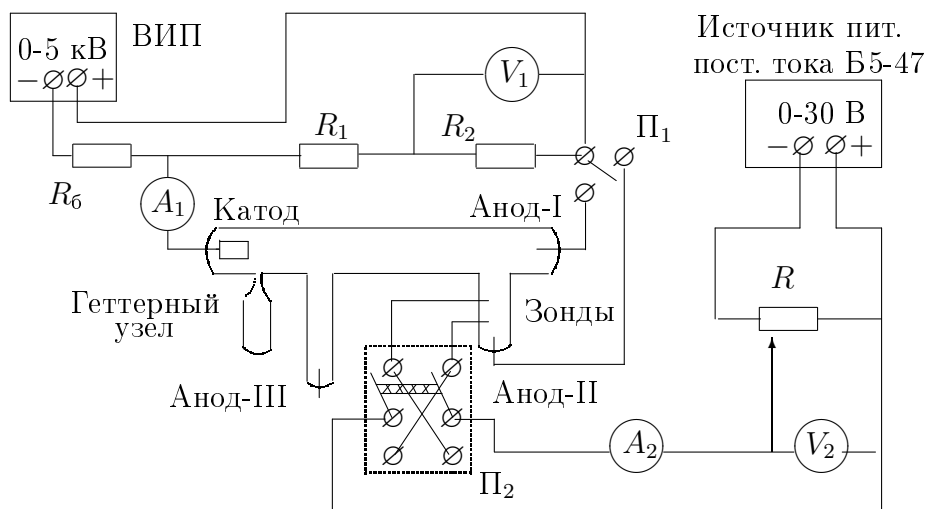 ВИП
0-5 кВ
− +
V₁
Источник пит.
пост. тока Б5-47
0-30 В
− +
R₁
R₂
П₁
Rб
A₁
Катод
Анод-I
R
Геттерный
узел
Зонды
Анод-III
Анод-II
A₂
V₂
П₂